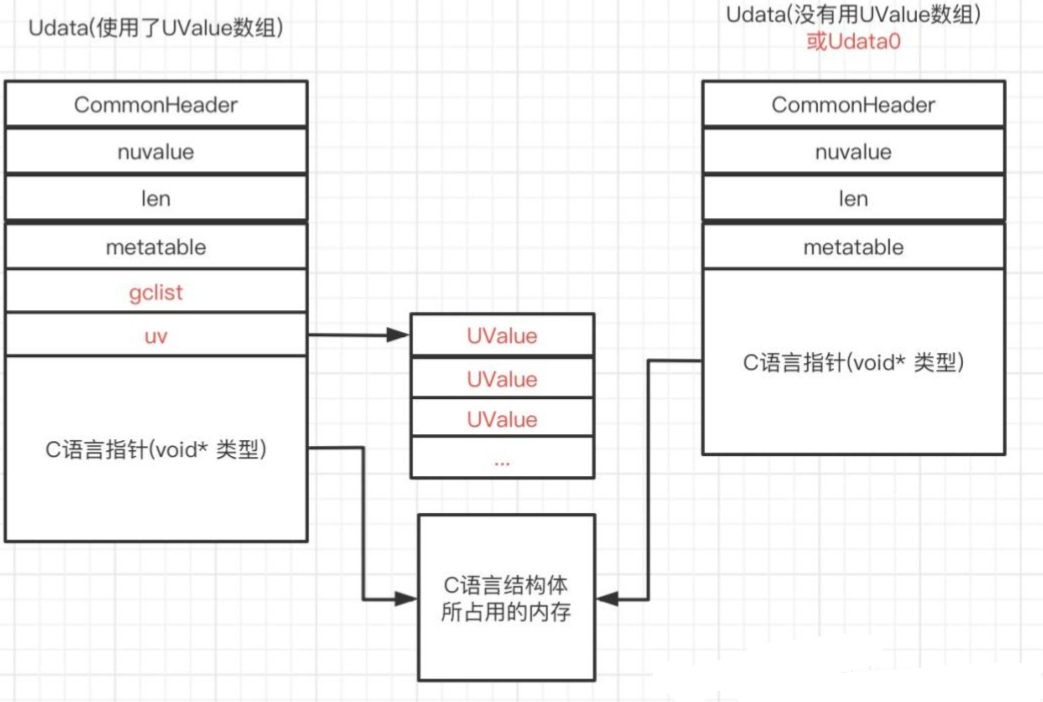 Udata(使用了UValue数组)
CommonHeader
nuvalue
len
metatable
gclist
uv
C语言指针(void* 类型)
UValue
UValue
UValue
...
C语言结构体
所占用的内存
Udata(没有用UValue数组)
或Udata0
CommonHeader
nuvalue
len
metatable
C语言指针(void* 类型)